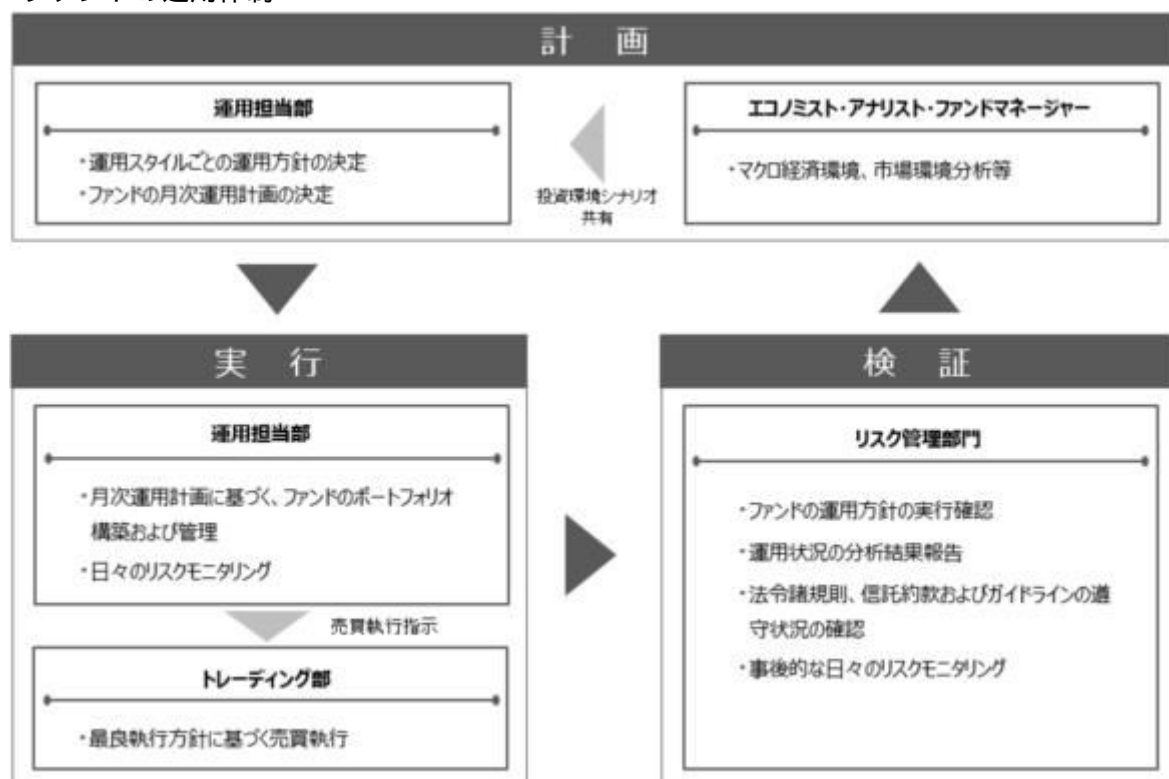 計 画
運用担当部
・運用スタイルごとの運用方針の決定
・ファンドの月次運用計画の決定
投資環境シナリオ
共有
エコノミスト・アナリスト・ファンドマネージャー
・マクロ経済環境、市場環境分析等
実 行
運用担当部
・月次運用計画に基づく、ファンドのポートフォリオ
構築および管理
・日々のリスクモニタリング
売買執行指示
トレーディング部
・最良執行方針に基づく売買執行
検 証
リスク管理部門
・ファンドの運用方針の実行確認
・運用状況の分析結果報告
・法令諸規則、信託約款およびガイドラインの遵
守状況の確認
・事後的な日々のリスクモニタリング